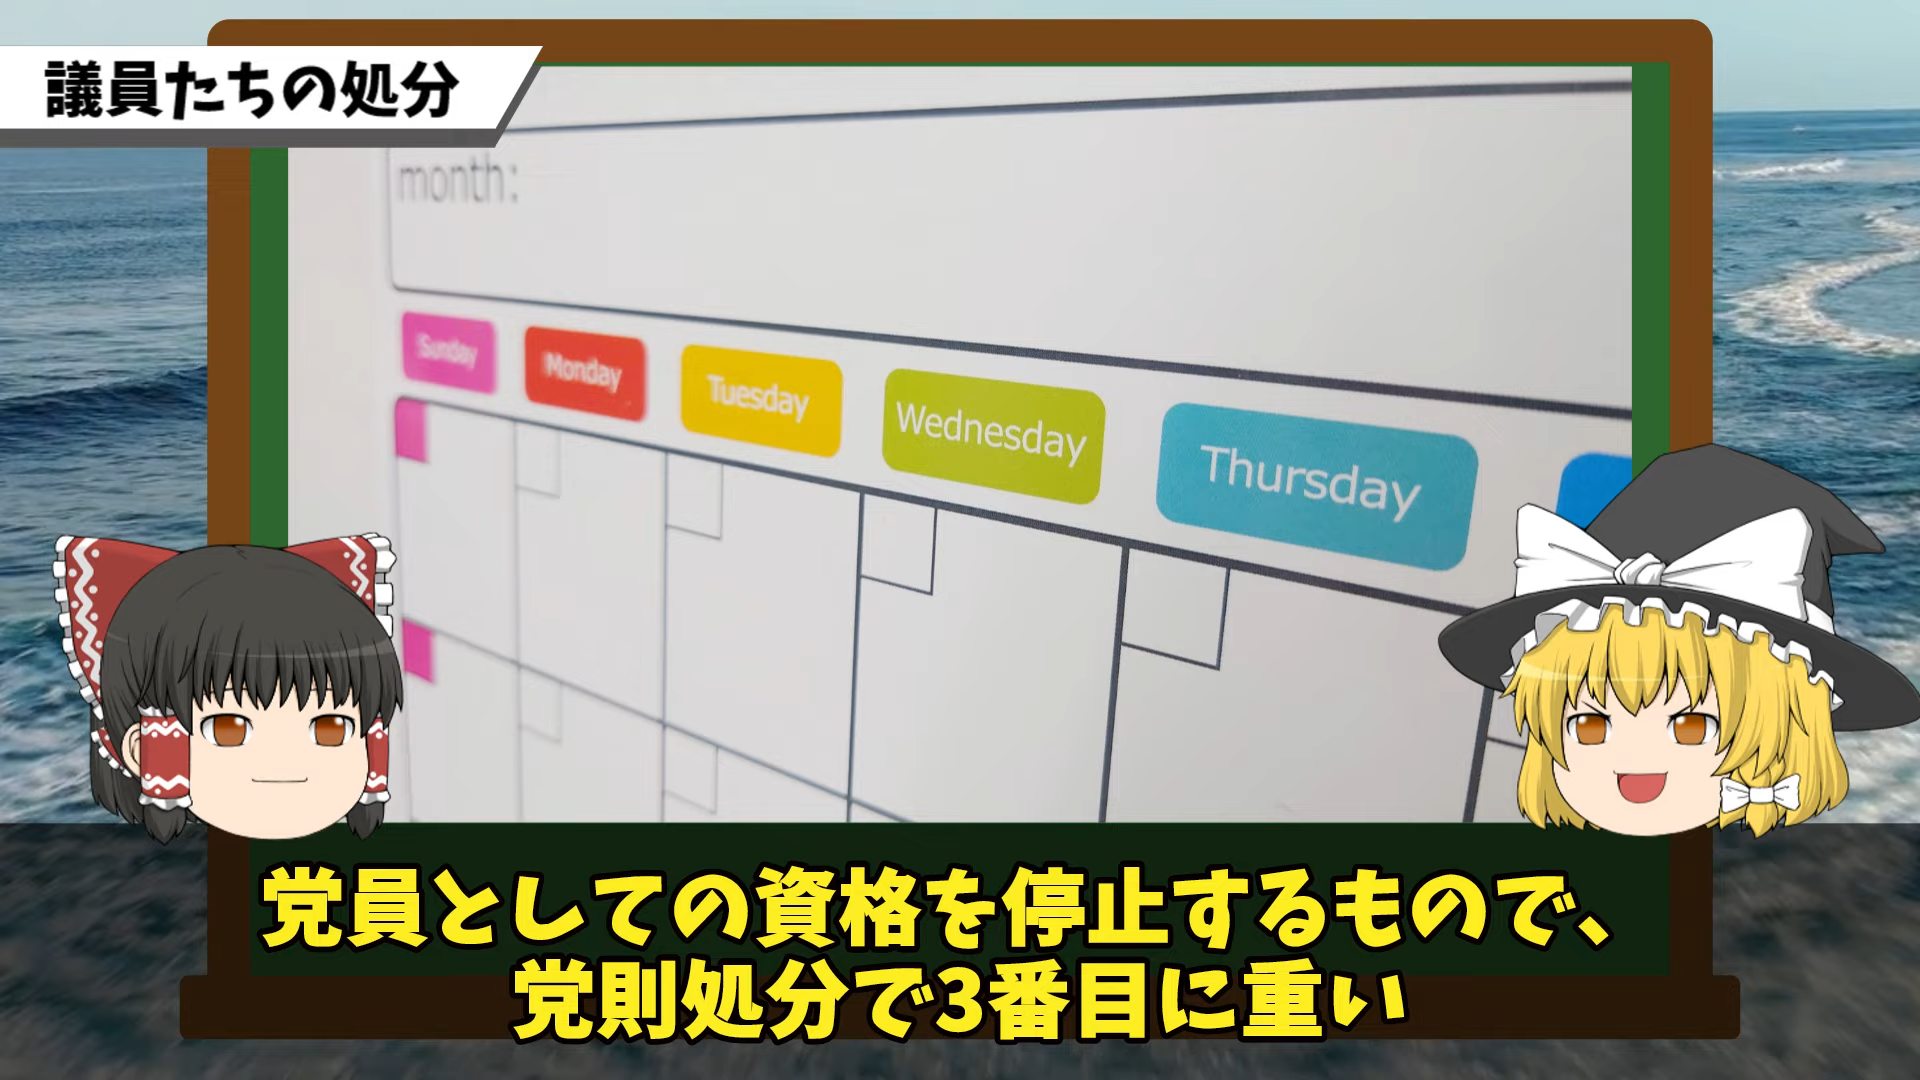 議員たちの処分
month:
Sunday
Monday
Tuesday
Wednesday
Thursday
党員としての資格を停止するもので、
党則処分で3番目に重い